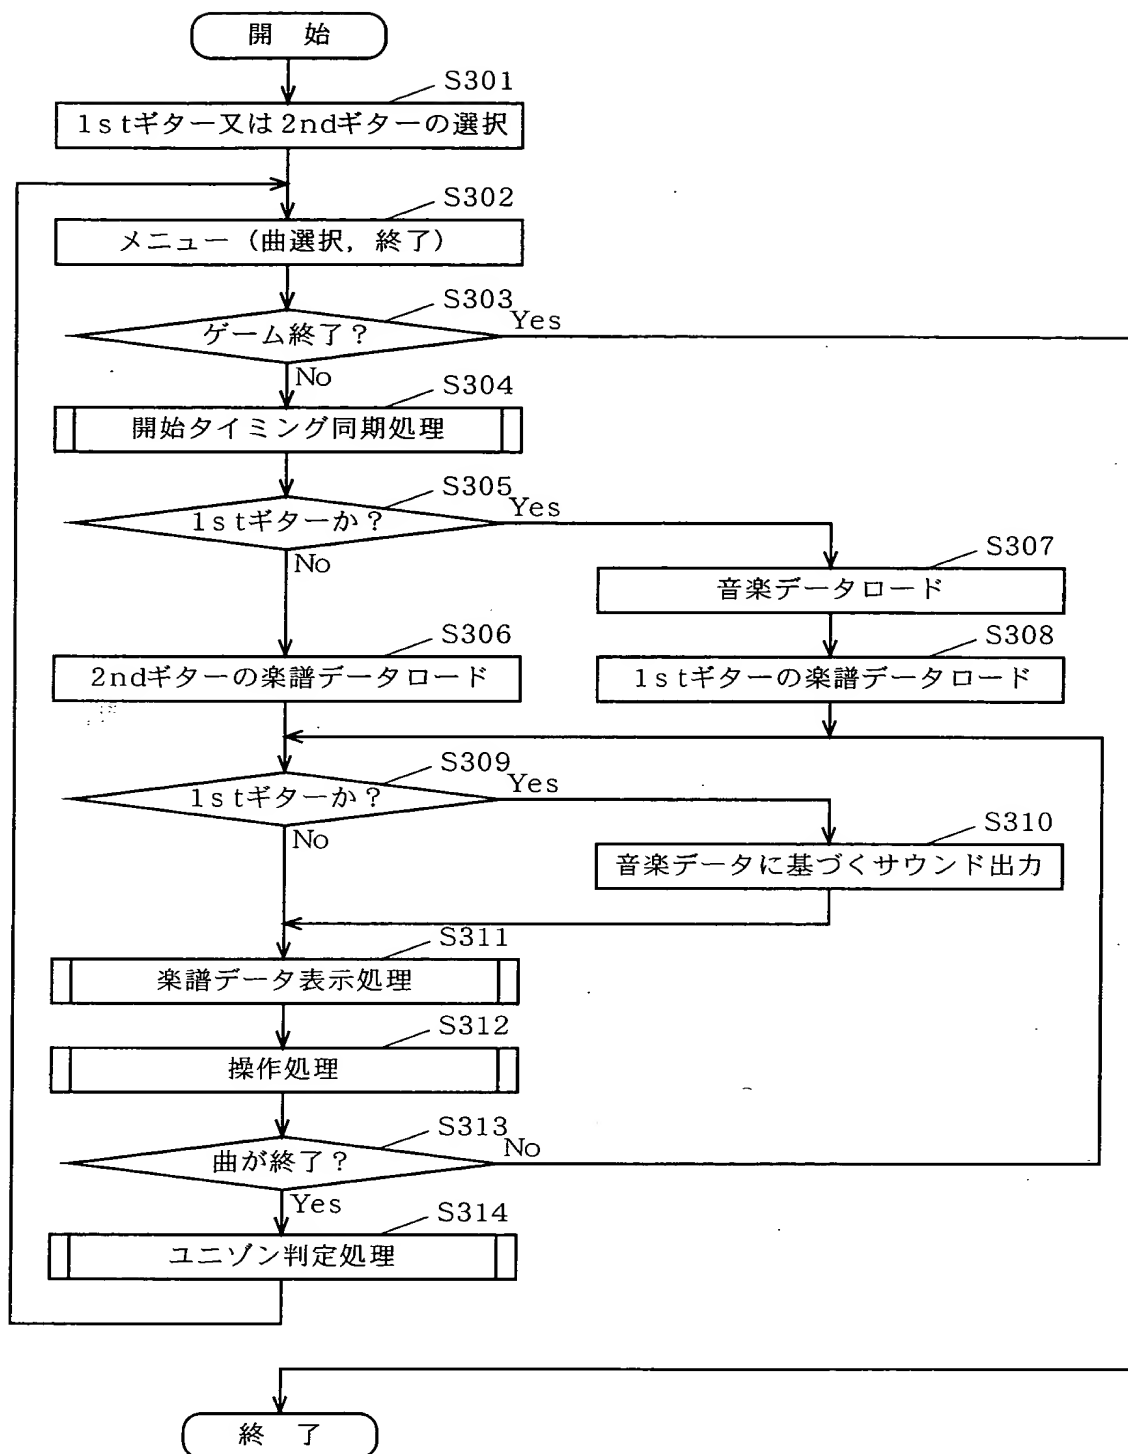 開 始
S301
1stギター又は2ndギターの選択
S302
メニュー（曲選択，終了）
S303
ゲーム終了？
Yes
No
S304
開始タイミング同期処理
S305
1stギターか？
Yes
No
S307
音楽データロード
S306
2ndギターの楽譜データロード
S308
1stギターの楽譜データロード
S309
1stギターか？
Yes
No
S310
音楽データに基づくサウンド出力
S311
楽譜データ表示処理
S312
操作処理
S313
曲が終了？
No
Yes
S314
ユニゾン判定処理
終 了